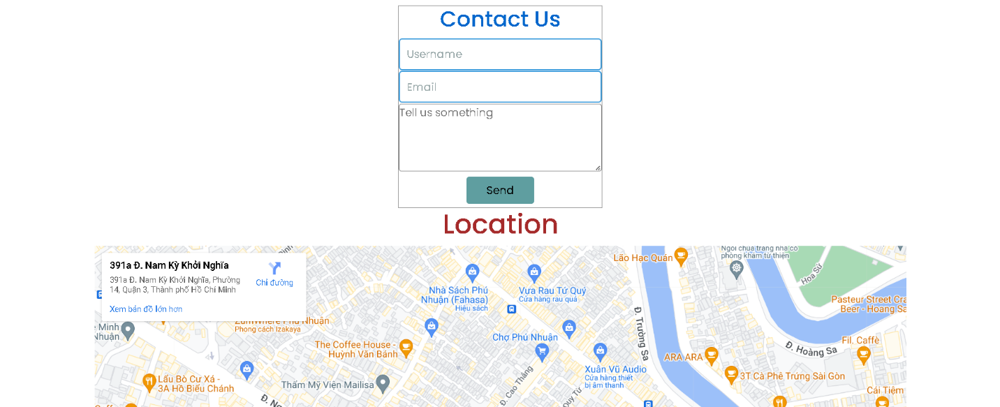 Contact Us
Username
Email
Tell us something
Send
Location
391a Đ. Nam Kỳ Khởi Nghĩa
391a Đ. Nam Kỳ Khởi Nghĩa, Phường
14, Quận 3, Thành phố Hồ Chí Minh
Chỉ đường
Xem bản đồ lớn hơn
Phong cách Izakaya
Minh
Nhuận
The Coffee House -
Huỳnh Văn Bánh
Lẩu Bò Cư Xá -
3A Hồ Biểu Chánh
Thẩm Mỹ Viện Mailisa
Nhà Sách Phú
Nhuận (Fahasa)
Hiệu sách
Vựa Rau Tứ Quý
Cửa hàng rau quả
Chợ Phú Nhuận
Xuân Vũ Audio
Cửa hàng thiết
bị âm thanh
Đ. Cao Thắng
Lão Hạc Quán
Ngôi chùa trang nhà có
phòng khám từ thiện
Hoa Sứ
Pasteur Street Cra
Beer - Hoang Sa
Đ. Trường Sa
Đ. Hoàng Sa
Fil. Caffè
ARA ARA
3T Cà Phê Trứng Sài Gòn
Cái Tiệm